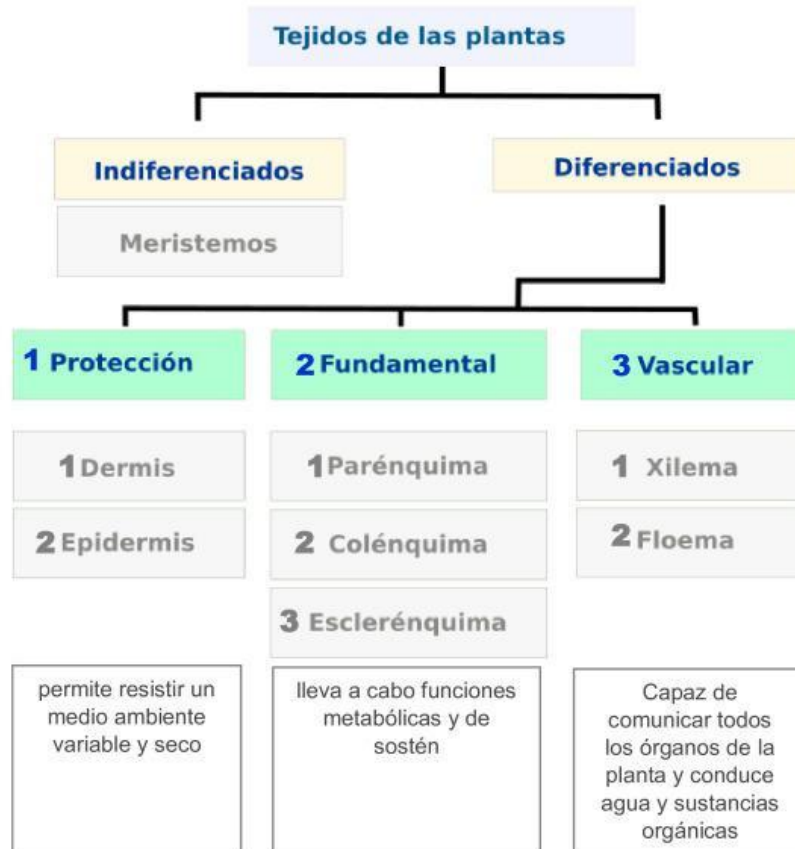 Tejidos de las plantas
Indiferenciados
Diferenciados
Meristemos
1 Protección
2 Fundamental
3 Vascular
1 Dermis
2 Epidermis
1 Parénquima
2 Colénquima
3 Esclerénquima
1 Xilema
2 Floema
permite resistir un
medio ambiente
variable y seco
lleva a cabo funciones
metabólicas y de
sostén
Capaz de
comunicar todos
los órganos de la
planta y conduce
agua y sustancias
orgánicas